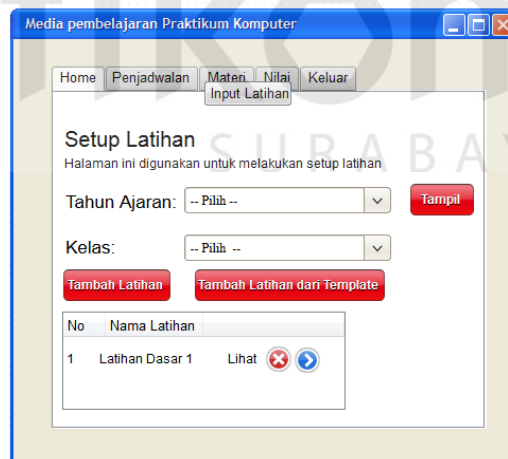 Media pembelajaran Praktikum Komputer
Home Penjadwalan Materi Nilai Keluar
Input Latihan
Setup Latihan
SURABAY
Halaman ini digunakan untuk melakukan setup latihan
Tahun Ajaran: -- Pilih -- Tampil
Kelas: -- Pilih --
Tambah Latihan Tambah Latihan dari Template
No Nama Latihan
1 Latihan Dasar 1 Lihat